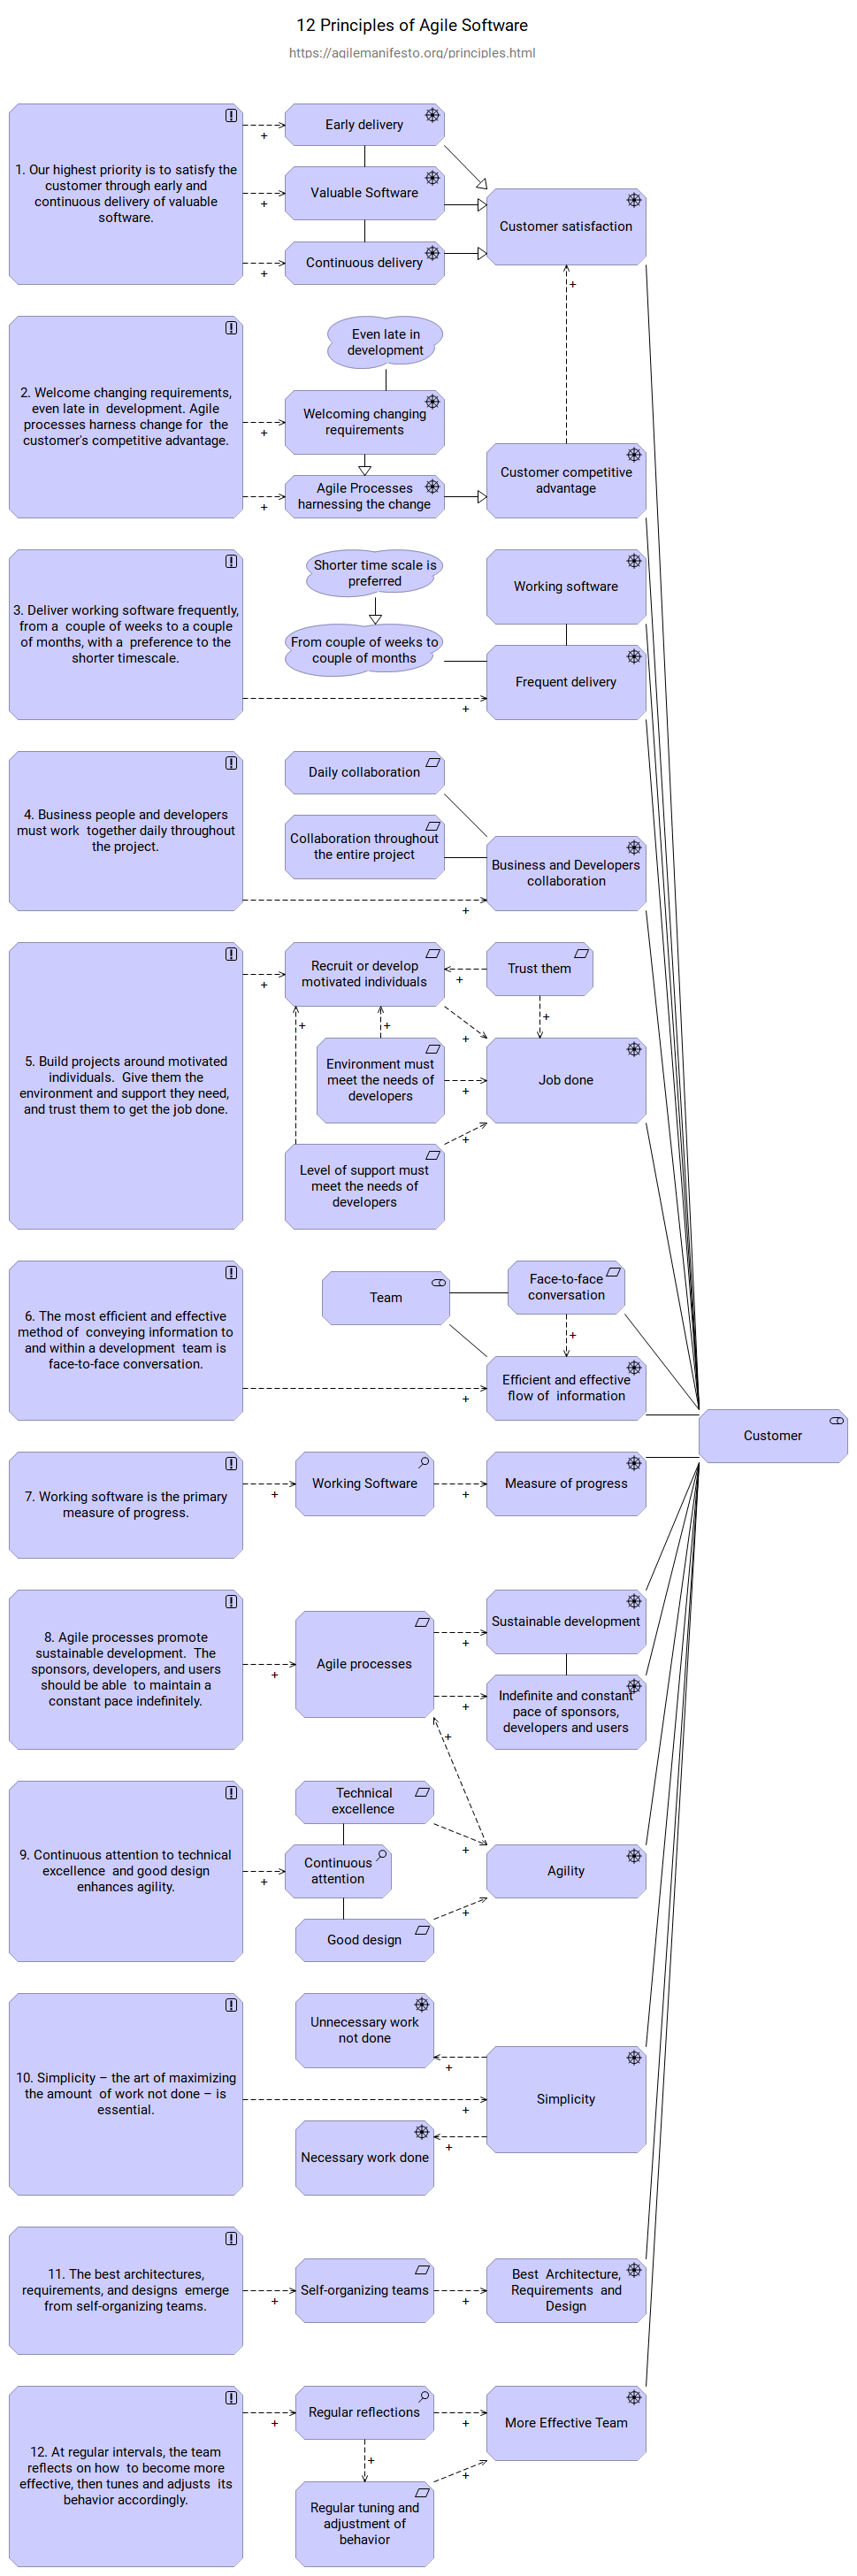 12 Principles of Agile Software
https://agilemanifesto.org/principles.html
1. Our highest priority is to satisfy the
customer through early and
continuous delivery of valuable
software.
+
Early delivery
+
Valuable Software
+
Continuous delivery
Customer satisfaction
+
2. Welcome changing requirements,
even late in development. Agile
processes harness change for the
customer's competitive advantage.
Even late in
development
+
Welcoming changing
requirements
+
Agile Processes
harnessing the change
Customer competitive
advantage
3. Deliver working software frequently,
from a couple of weeks to a couple
of months, with a preference to the
shorter timescale.
Shorter time scale is
preferred
From couple of weeks to
couple of months
Working software
Frequent delivery
+
4. Business people and developers
must work together daily throughout
the project.
Daily collaboration
Collaboration throughout
the entire project
Business and Developers
collaboration
+
5. Build projects around motivated
individuals. Give them the
environment and support they need,
and trust them to get the job done.
+
Recruit or develop
motivated individuals
+
Trust them
+
+
+
+
Environment must
meet the needs of
developers
+
Job done
+
Level of support must
meet the needs of
developers
6. The most efficient and effective
method of conveying information to
and within a development team is
face-to-face conversation.
Team
Face-to-face
conversation
+
Efficient and effective
flow of information
+
Customer
7. Working software is the primary
measure of progress.
+
Working Software
+
Measure of progress
8. Agile processes promote
sustainable development. The
sponsors, developers, and users
should be able to maintain a
constant pace indefinitely.
+
Agile processes
+
Sustainable development
+
Indefinite and constant
pace of sponsors,
developers and users
+
9. Continuous attention to technical
excellence and good design
enhances agility.
Technical
excellence
+
+
Continuous
attention
Agility
+
Good design
10. Simplicity – the art of maximizing
the amount of work not done – is
essential.
Unnecessary work
not done
+
Simplicity
+
+
Necessary work done
11. The best architectures,
requirements, and designs emerge
from self-organizing teams.
+
Self-organizing teams
+
Best Architecture,
Requirements and
Design
12. At regular intervals, the team
reflects on how to become more
effective, then tunes and adjusts its
behavior accordingly.
+
Regular reflections
+
More Effective Team
+
+
Regular tuning and
adjustment of
behavior